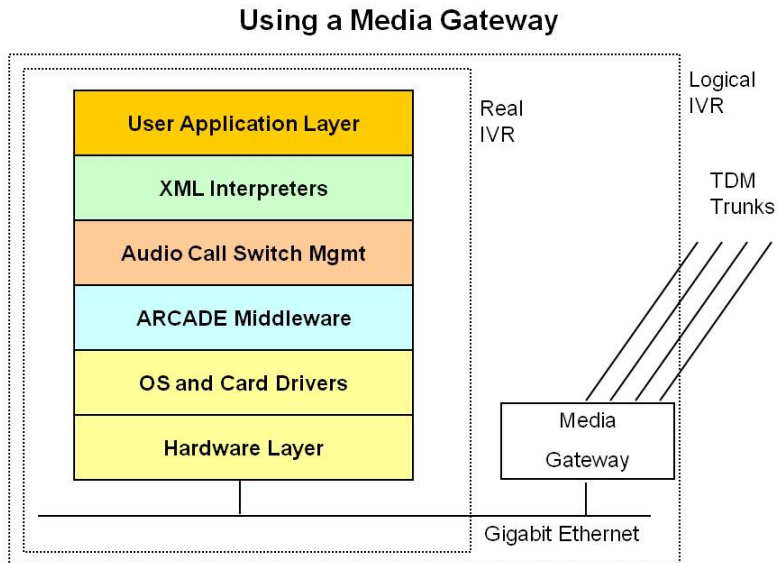 Using a Media Gateway
User Application Layer
XML Interpreters
Audio Call Switch Mgmt
ARCADE Middleware
OS and Card Drivers
Hardware Layer
Real
IVR
Logical
IVR
TDM
Trunks
Media
Gateway
Gigabit Ethernet